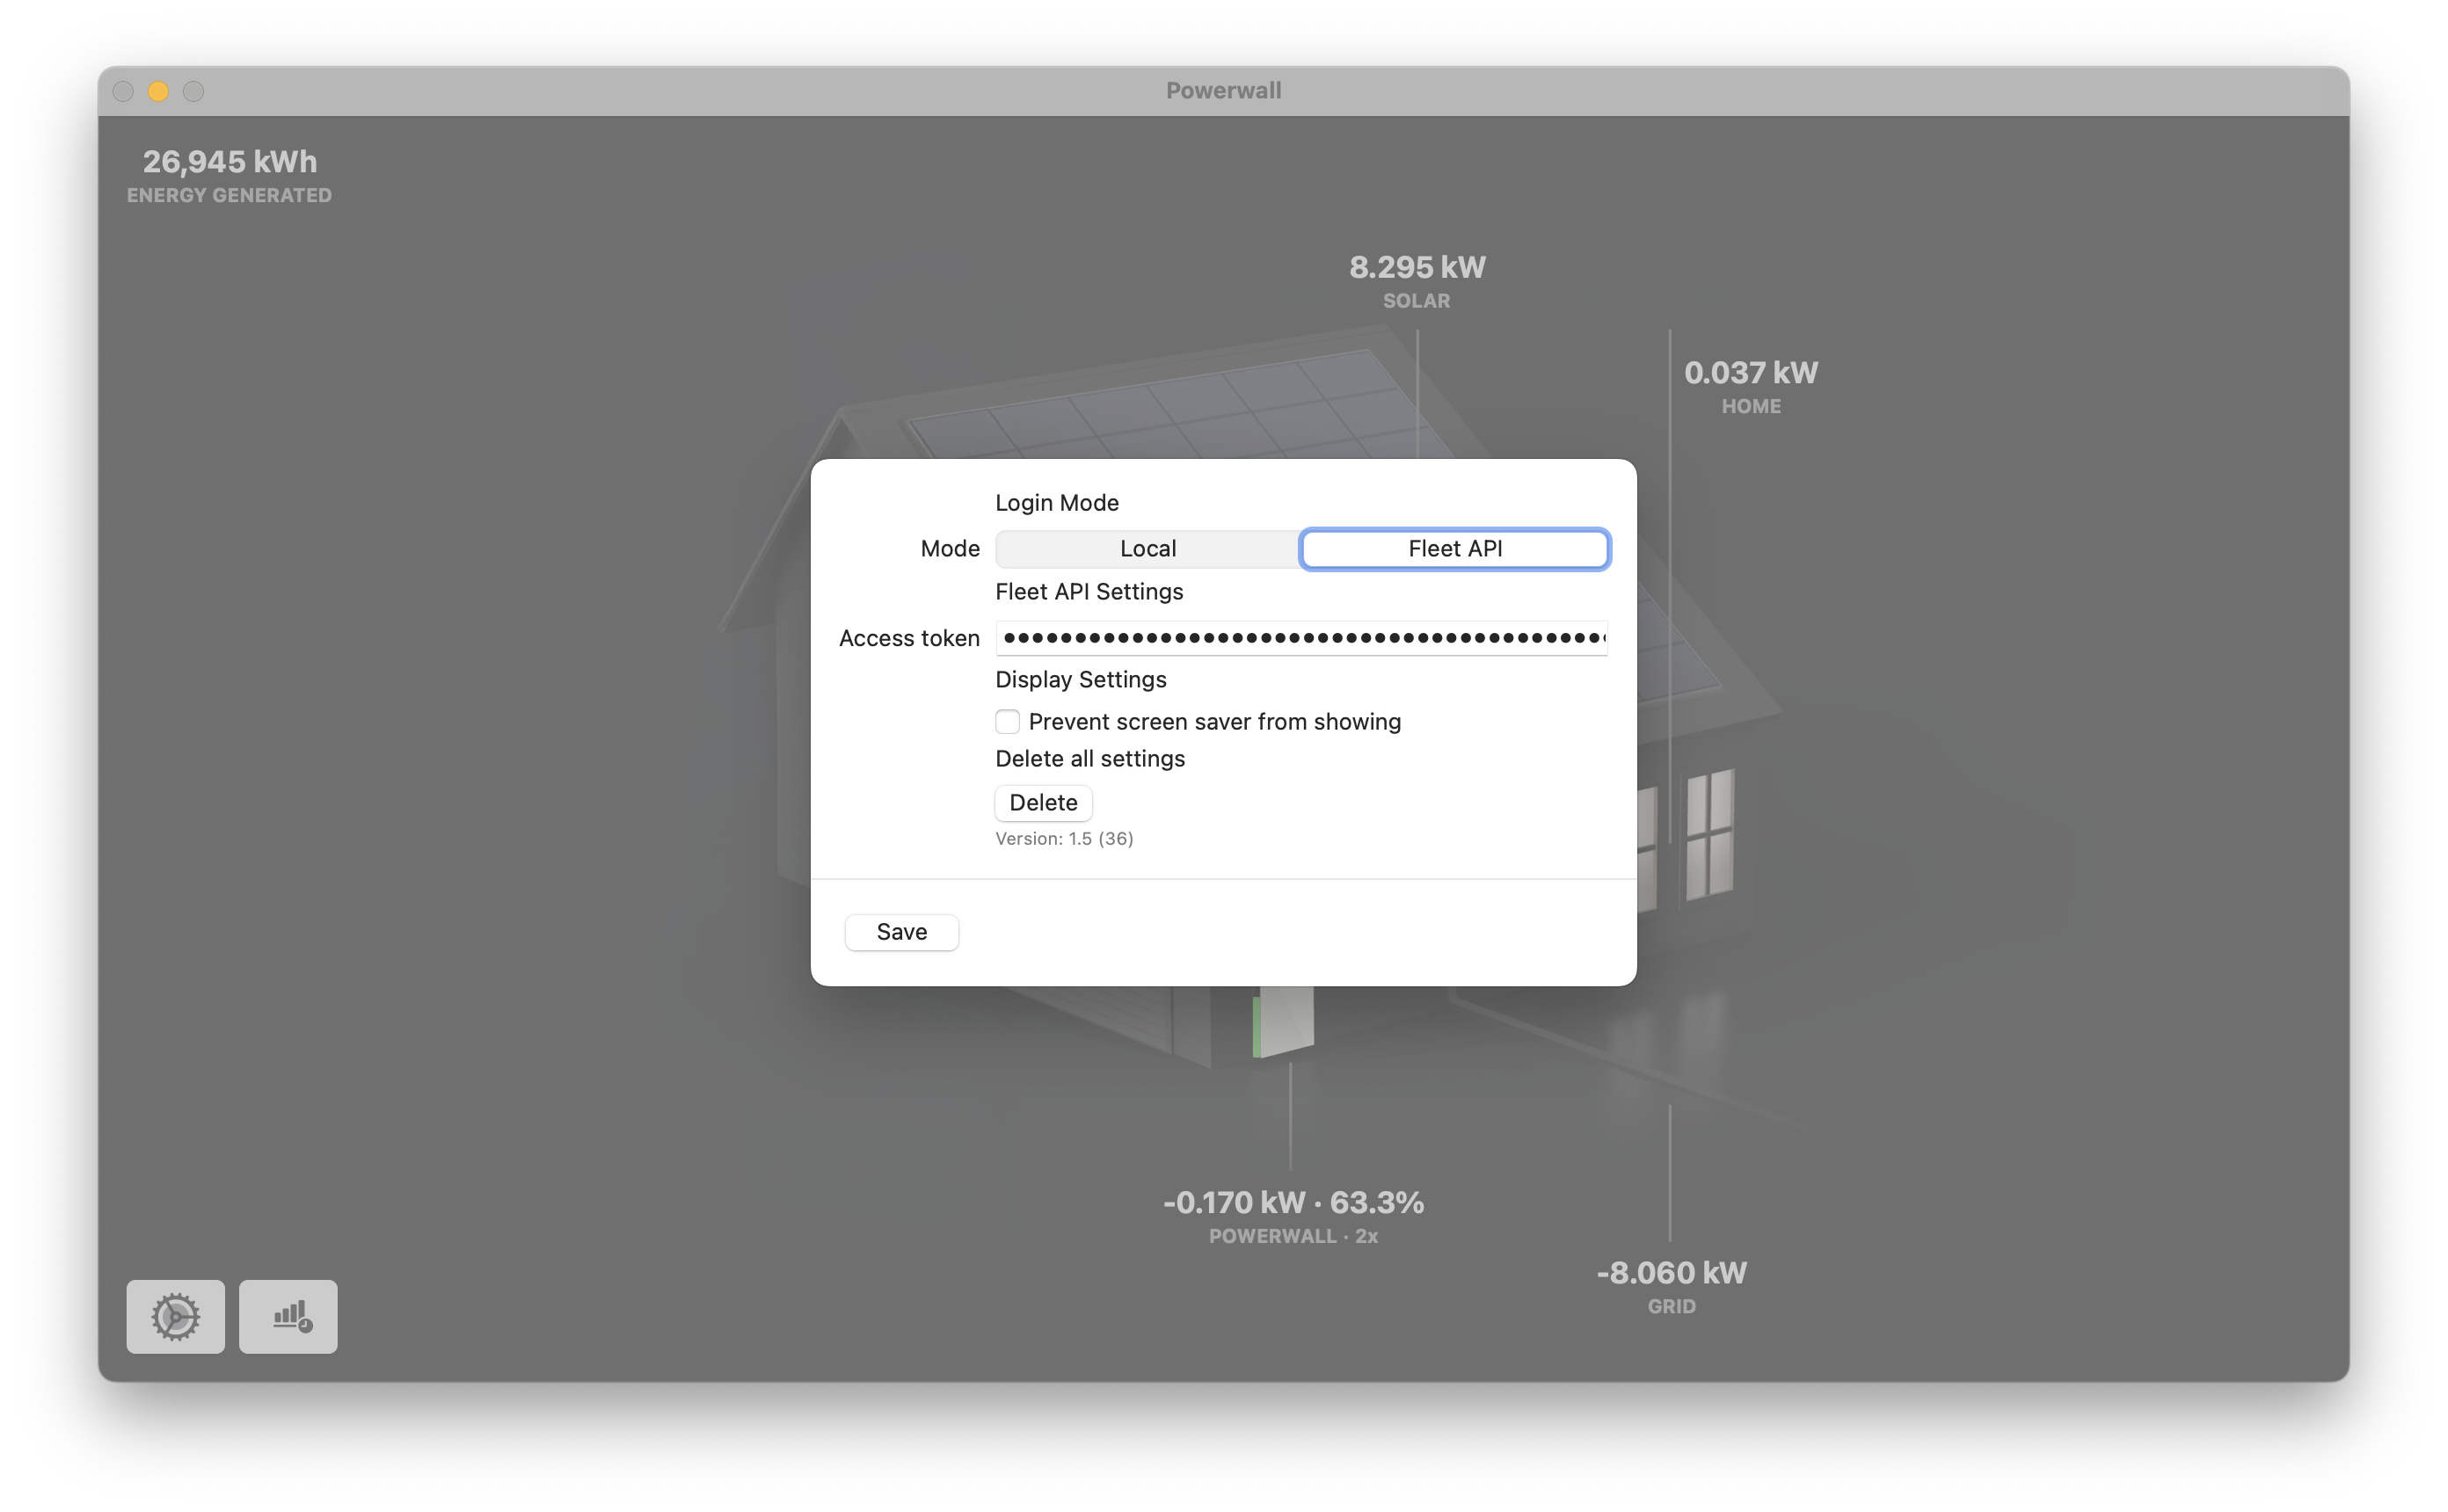 Powerwall
26,945 kWh
ENERGY GENERATED
8.295 kW
SOLAR
0.037 kW
HOME
Login Mode
Mode Local Fleet API
Fleet API Settings
Access token ••••••••••••••••••••••••••••••••••••••••••
Display Settings
Prevent screen saver from showing
Delete all settings
Delete
Version: 1.5 (36)
Save
-0.170 kW · 63.3%
POWERWALL · 2x
-8.060 kW
GRID